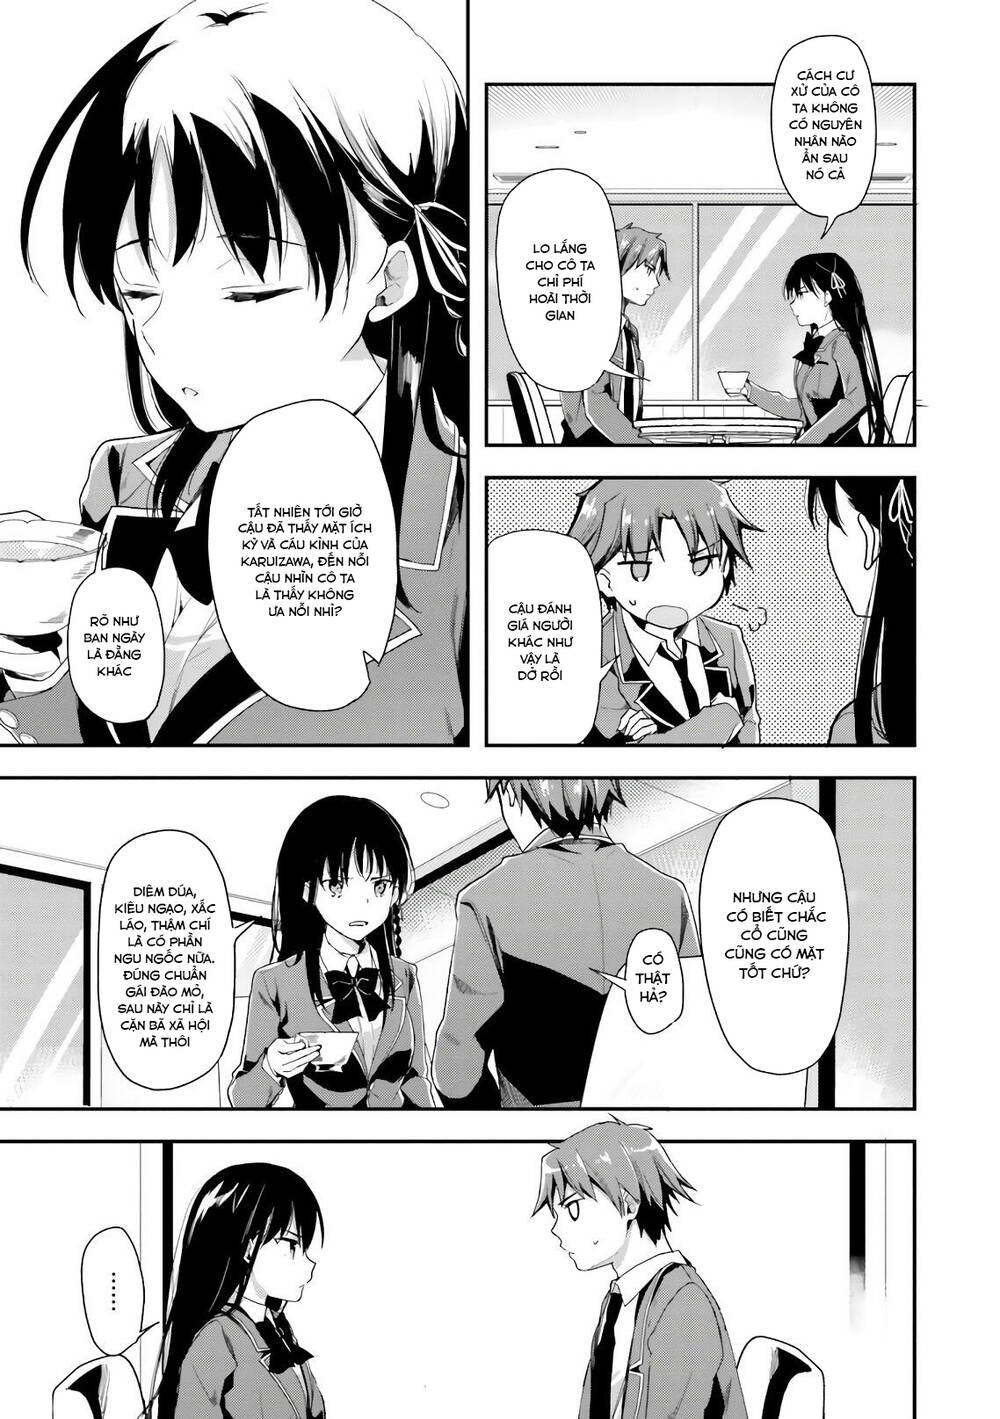 CÁCH CƯ
XỬ CỦA CÔ
TA KHÔNG
CÓ NGUYÊN
NHÂN NÀO
ẨN SAU
NÓ CẢ
LO LẮNG
CHO CÔ TA
CHỈ PHÍ
HOÀI THỜI
GIAN
CẬU ĐÁNH
GIÁ NGƯỜI
KHÁC NHƯ
VẬY LÀ
DỞ RỒI
TẤT NHIÊN TỚI GIỜ
CẬU ĐÃ THẤY MẶT ÍCH
KỶ VÀ CÁU KỈNH CỦA
KARUIZAWA, ĐẾN NỖI
CẬU NHÌN CÔ TA
LÀ THẤY KHÔNG
ƯA NỔI NHỈ?
RÕ NHƯ
BAN NGÀY
LÀ ĐẰNG
KHÁC
NHƯNG CẬU
CÓ BIẾT CHẮC
CỔ CŨNG
CŨNG CÓ MẶT
TỐT CHỨ?
CÓ
THẬT
HẢ?
DIÊM DÚA,
KIÊU NGẠO, XẤC
LÁO, THẬM CHÍ
LÀ CÓ PHẦN
NGU NGỐC NỮA.
ĐÚNG CHUẨN
GÁI ĐÀO MỎ,
SAU NÀY CHỈ LÀ
CẶN BÃ XÃ HỘI
MÀ THÔI
......